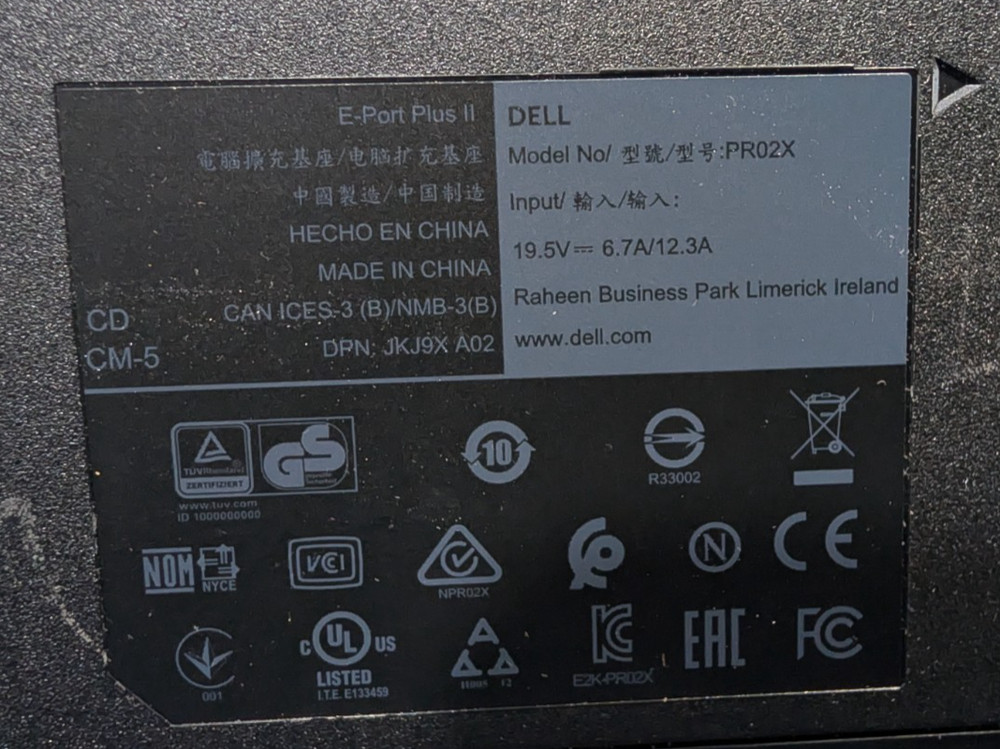 E-Port Plus II
電腦擴充基座/电脑扩充基座
中國製造/中国制造
HECHO EN CHINA
MADE IN CHINA
CAN ICES-3 (B)/NMB-3(B)
DPN: JKJ9X A02
CD
CM-5
DELL
Model No/ 型號/型号:PR02X
Input/ 輸入/输入:
19.5V⎓ 6.7A/12.3A
Raheen Business Park Limerick Ireland
www.dell.com
TÜVRheinland
ZERTIFIZIERT
GS
www.tuv.com
ID 1000000000
10
R33002
NOM
NYCE
VCCI
NPR02X
N
CE
001
C UL US
LISTED
I.T.E. E133459
KC
E2K-PR02X
EAC
FC